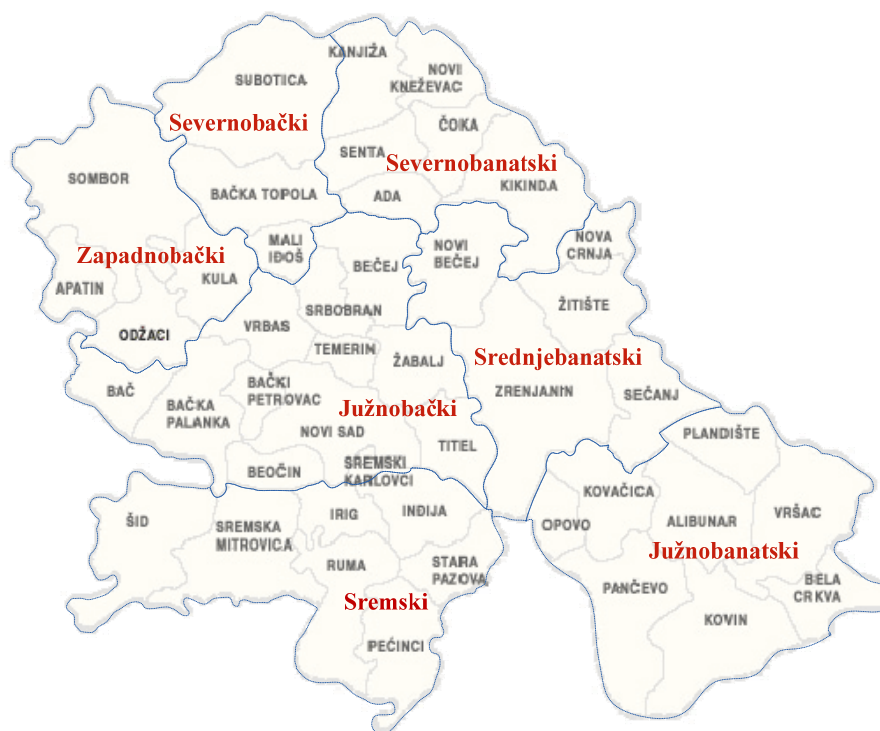 KANJIŽA
SUBOTICA
NOVI
KNEŽEVAC
Severnobački
ČOKA
SENTA
Severnobanatski
SOMBOR
BAČKA TOPOLA
ADA
KIKINDA
Zapadnobački
MALI
IĐOŠ
NOVI
BEČEJ
NOVA
CRNJA
BEČEJ
APATIN
KULA
SRBOBRAN
ŽITIŠTE
ODŽACI
VRBAS
TEMERIN
ŽABALJ
Srednjebanatski
BAČ
BAČKI
PETROVAC
ZRENJANIN
SEČANJ
BAČKA
PALANKA
Južnobački
NOVI SAD
TITEL
PLANDIŠTE
BEOČIN
SREMSKI
KARLOVCI
KOVAČICA
ŠID
SREMSKA
MITROVICA
IRIG
INĐIJA
OPOVO
ALIBUNAR
VRŠAC
Južnobanatski
RUMA
STARA
PAZOVA
PANČEVO
BELA
CRKVA
Sremski
KOVIN
PEĆINCI